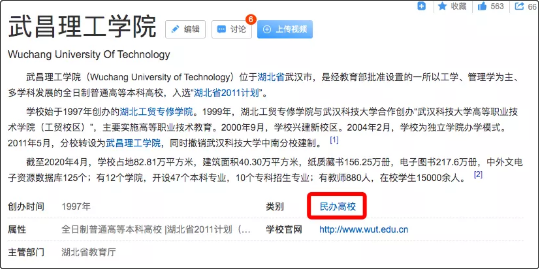 收藏 563 66
武昌理工学院 编辑 讨论 6 上传视频
Wuchang University Of Technology
武昌理工学院（Wuchang University of Technology）位于湖北省武汉市，是经教育部批准设置的一所以工学、管理学为主、
多学科发展的全日制普通高等本科高校，入选"湖北省2011计划"。
学校始于1997年创办的湖北工贸专修学院。1999年，湖北工贸专修学院与武汉科技大学合作创办"武汉科技大学高等职业技
术学院（工贸校区）"，主要实施高等职业技术教育。2000年9月，学校兴建新校区。2004年2月，学校为独立学院办学模式。
2011年5月，分校转设为武昌理工学院，同时撤销武汉科技大学中南分校建制。 [1]
截至2020年4月，学校占地82.81万平方米，建筑面积40.30万平方米，纸质藏书156.25万册，电子图书217.6万册，中外文电
子资源数据库125个；有12个学院，开设47个本科专业，10个专科招生专业；有教师880人，在校学生15000余人。 [2]
创办时间 1997年 类别 民办高校
属性 全日制普通高等本科高校 |湖北省2011计划（... 学校官网 http://www.wut.edu.cn
主管部门 湖北省教育厅